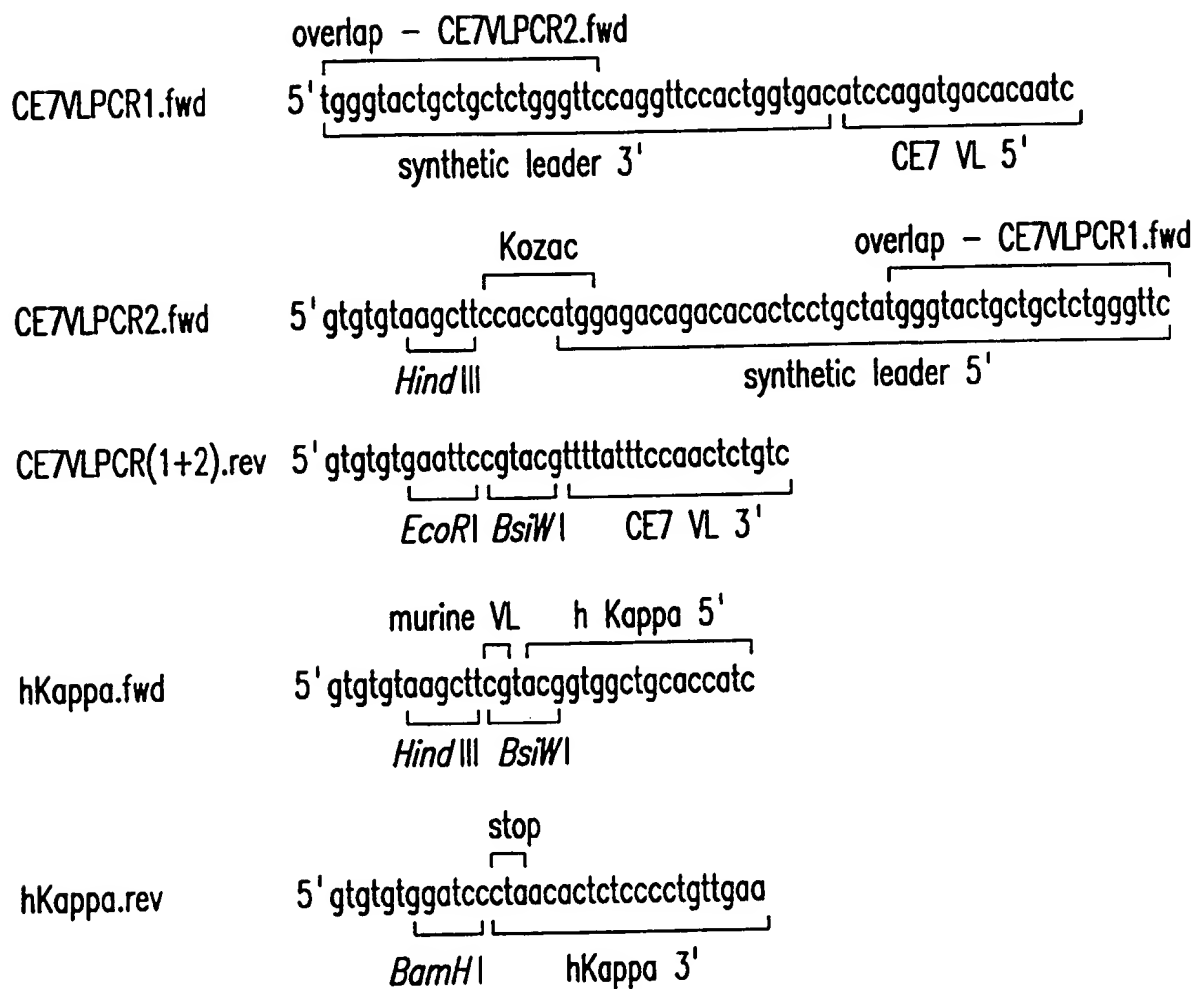 overlap – CE7VLPCR2.fwd
CE7VLPCR1.fwd 5'tgggtactgctgctctgggttccaggttccactggtgacatccagatgacacaatc
synthetic leader 3' CE7 VL 5'
Kozac overlap – CE7VLPCR1.fwd
CE7VLPCR2.fwd 5'gtgtgtaagcttccaccatggagacagacacactcctgctatgggtactgctgctctgggttc
HindIII synthetic leader 5'
CE7VLPCR(1+2).rev 5'gtgtgtgaattccgtacgttttatttccaactctgtc
EcoRI BsiWI CE7 VL 3'
murine VL h Kappa 5'
hKappa.fwd 5'gtgtgtaagcttcgtacggtggctgcaccatc
HindIII BsiWI
stop
hKappa.rev 5'gtgtgtggatccctaacactctcccctgttgaa
BamHI hKappa 3'